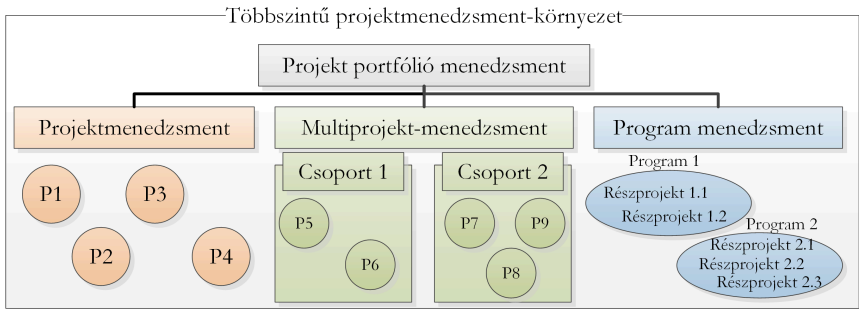 Többszintű projektmenedzsment-környezet
Projekt portfólió menedzsment
Projektmenedzsment
Multiprojekt-menedzsment
Program menedzsment
P1
P3
P2
P4
Csoport 1
P5
P6
Csoport 2
P7
P9
P8
Program 1
Részprojekt 1.1
Részprojekt 1.2
Program 2
Részprojekt 2.1
Részprojekt 2.2
Részprojekt 2.3